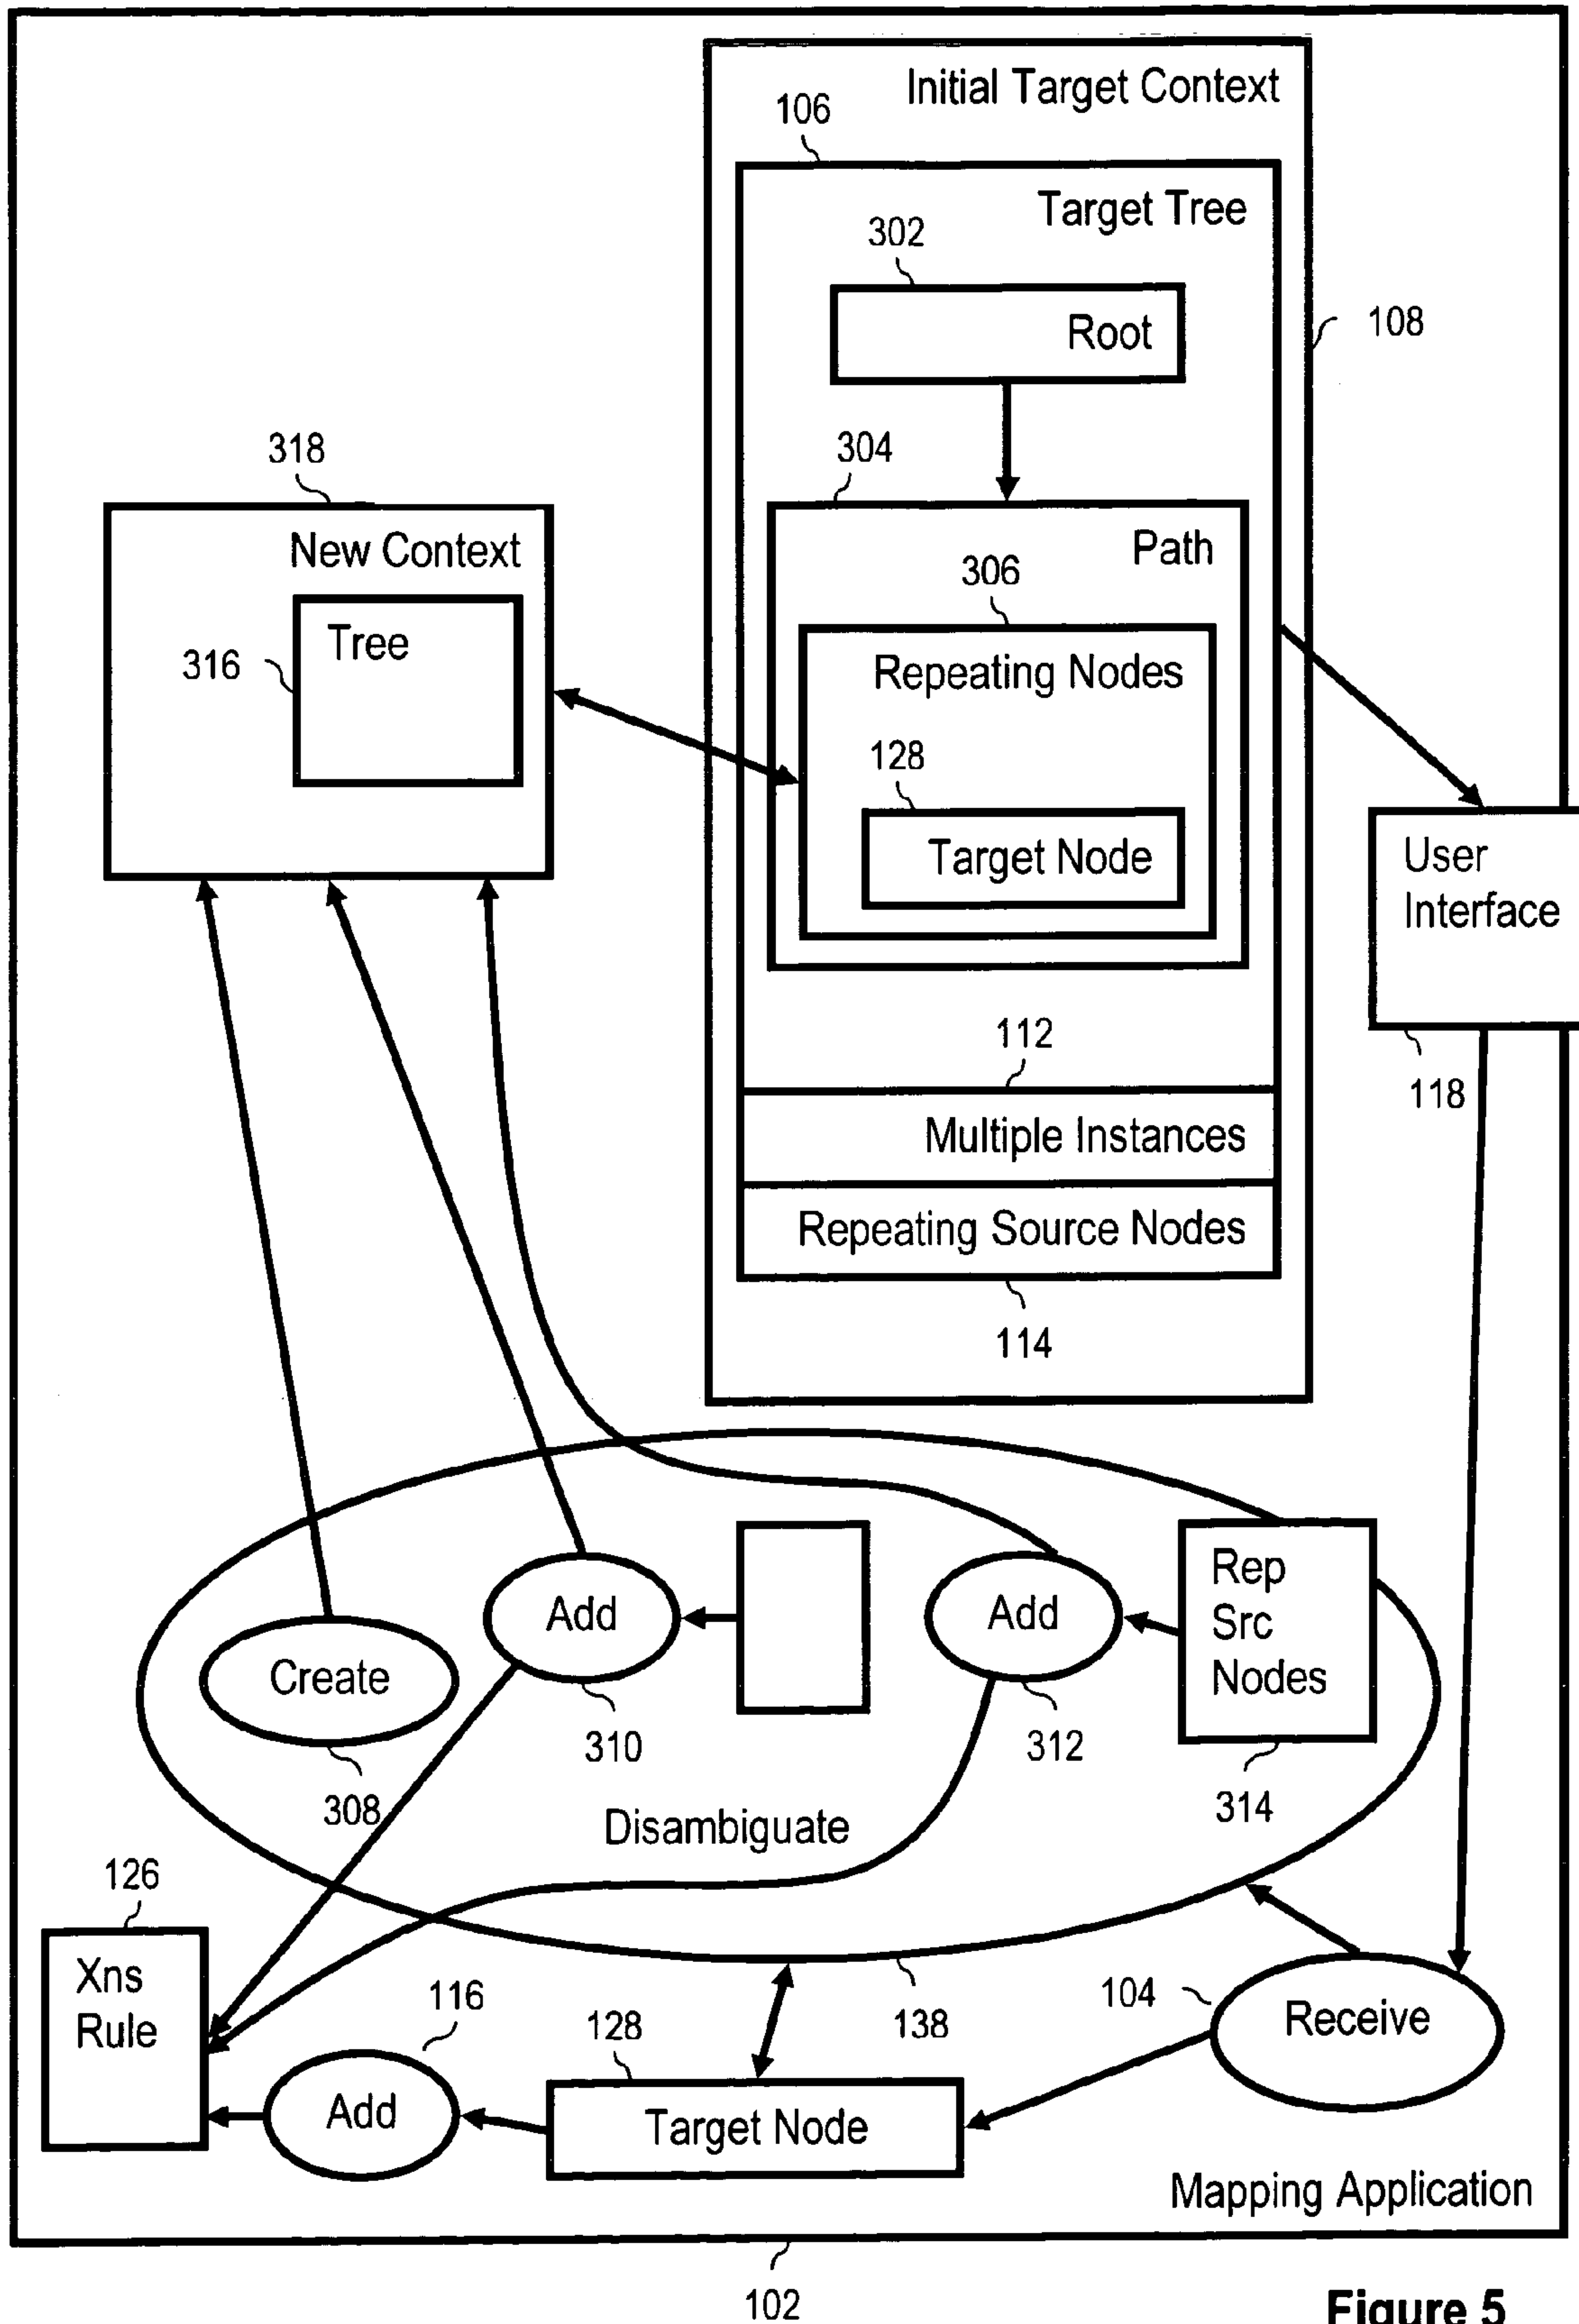 Initial Target Context
106
Target Tree
302
Root
108
318
304
New Context
Path
306
Tree
316
Repeating Nodes
128
Target Node
User
Interface
112
118
Multiple Instances
Repeating Source Nodes
114
Rep
Src
Nodes
Add
Add
Create
310
312
314
308
Disambiguate
126
Xns
Rule
116
104
Receive
128
138
Add
Target Node
Mapping Application
102
Figure 5